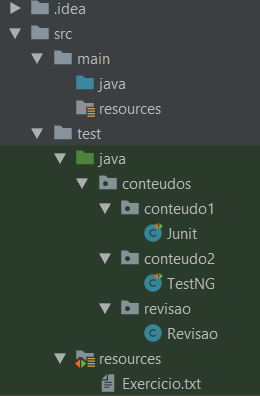 .idea
src
main
java
resources
test
java
conteudos
conteudo1
Junit
conteudo2
TestNG
revisao
Revisao
resources
Exercicio.txt